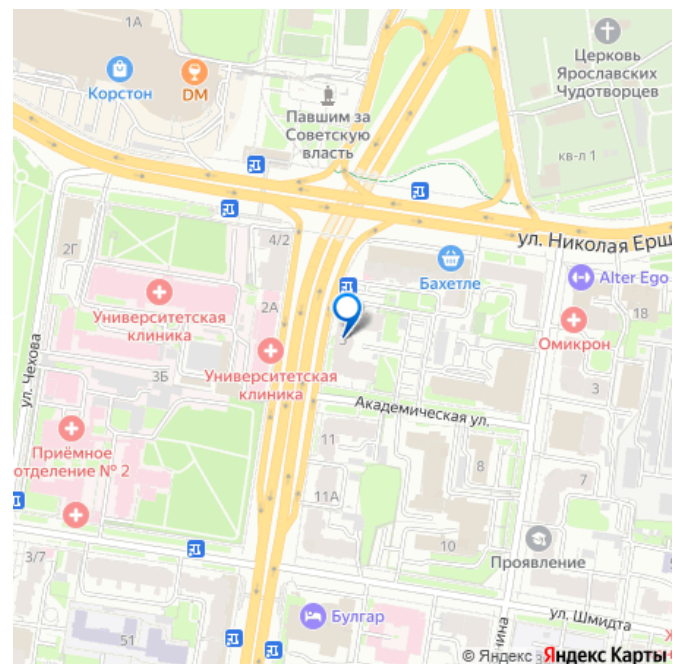 1А
Корстон
DM
Павшим за
Советскую
власть
Церковь
Ярославских
Чудотворцев
кв-л 1
ул. Николая Ерш
4/2
2Г
Бахетле
Alter Ego
Университетская
клиника
2А
18
Омикрон
ул. Чехова
3Б
Университетская
клиника
3
Академическая ул.
Приёмное
отделение № 2
11
8
7
11А
10
Проявление
3/7
Булгар
ул. Шмидта
51
© Яндекс Яндекс Карты